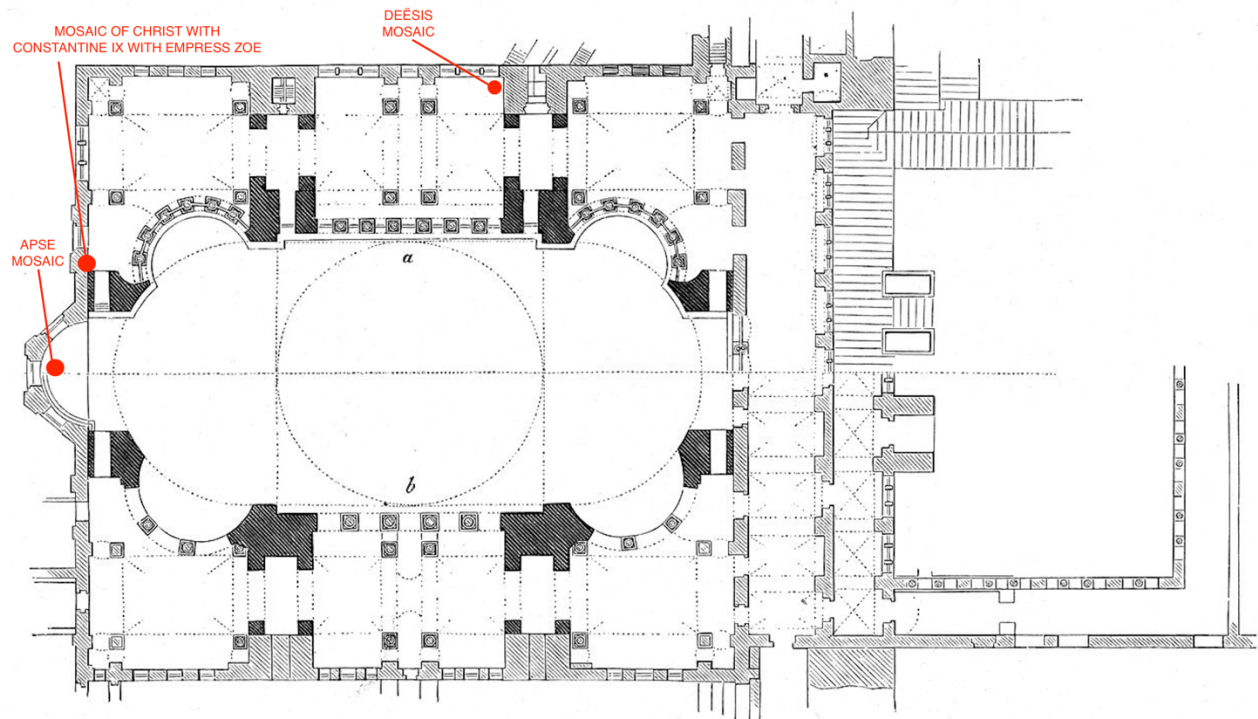 DEËSIS
MOSAIC
MOSAIC OF CHRIST WITH
CONSTANTINE IX WITH EMPRESS ZOE
APSE
MOSAIC
a
b